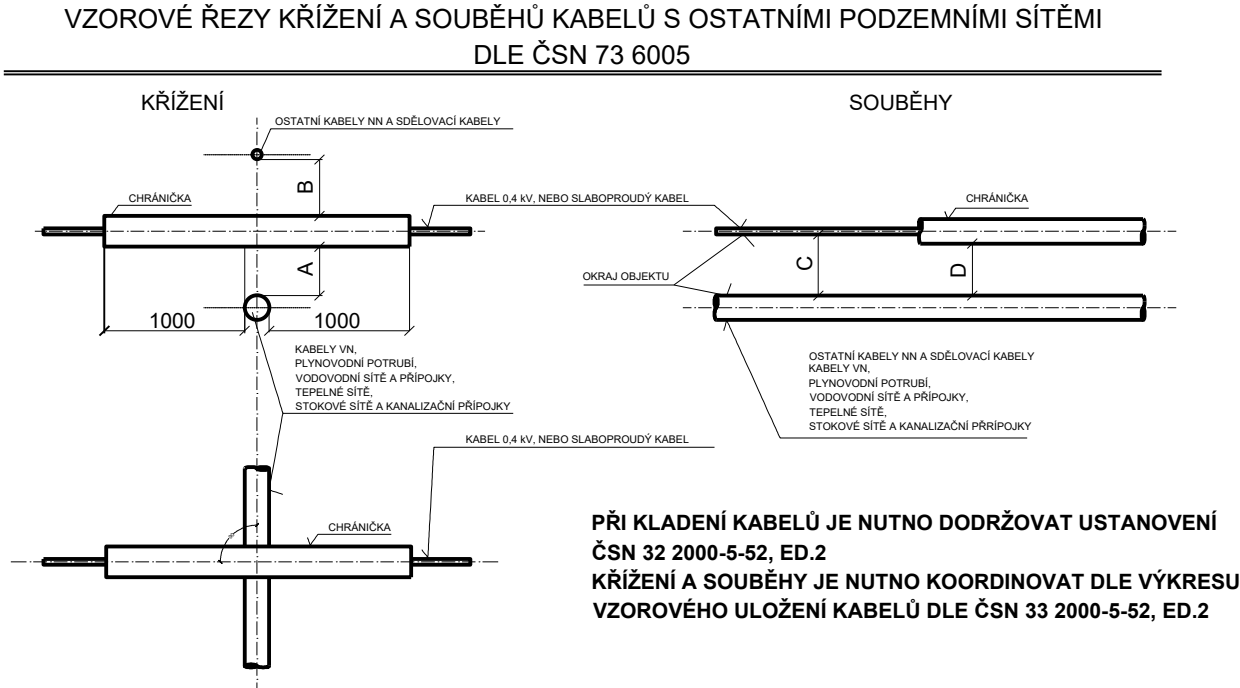 VZOROVÉ ŘEZY KŘÍŽENÍ A SOUBĚHŮ KABELŮ S OSTATNÍMI PODZEMNÍMI SÍTĚMI
DLE ČSN 73 6005
KŘÍŽENÍ
OSTATNÍ KABELY NN A SDĚLOVACÍ KABELY
B
CHRÁNIČKA
KABEL 0,4 kV, NEBO SLABOPROUDÝ KABEL
A
1000
1000
KABELY VN,
PLYNOVODNÍ POTRUBÍ,
VODOVODNÍ SÍTĚ A PŘÍPOJKY,
TEPELNÉ SÍTĚ,
STOKOVÉ SÍTĚ A KANALIZAČNÍ PŘÍPOJKY
KABEL 0,4 kV, NEBO SLABOPROUDÝ KABEL
CHRÁNIČKA
SOUBĚHY
CHRÁNIČKA
C
D
OKRAJ OBJEKTU
OSTATNÍ KABELY NN A SDĚLOVACÍ KABELY
KABELY VN,
PLYNOVODNÍ POTRUBÍ,
VODOVODNÍ SÍTĚ A PŘÍPOJKY,
TEPELNÉ SÍTĚ,
STOKOVÉ SÍTĚ A KANALIZAČNÍ PŘRÍPOJKY
PŘI KLADENÍ KABELŮ JE NUTNO DODRŽOVAT USTANOVENÍ
ČSN 32 2000-5-52, ED.2
KŘÍŽENÍ A SOUBĚHY JE NUTNO KOORDINOVAT DLE VÝKRESU
VZOROVÉHO ULOŽENÍ KABELŮ DLE ČSN 33 2000-5-52, ED.2